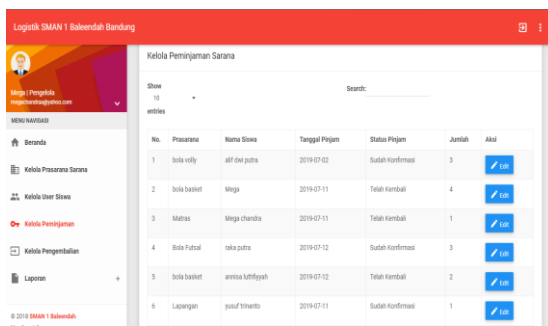 Logistik SMAN 1 Baleendah Bandung
Mega | Pengelola
megachandraa@yahoo.com
MENU NAVIGASI
Beranda
Kelola Prasarana Sarana
Kelola User Siswa
Kelola Peminjaman
Kelola Pengembalian
Laporan +
© 2018 SMAN 1 Baleendah
Kelola Peminjaman Sarana
Show
10
entries
Search:
No. Prasarana Nama Siswa Tanggal Pinjam Status Pinjam Jumlah Aksi
1 bola volly alif dwi putra 2019-07-02 Sudah Konfirmasi 3 Edit
2 bola basket Mega 2019-07-11 Telah Kembali 4 Edit
3 Matras Mega chandra 2019-07-11 Telah Kembali 1 Edit
4 Bola Futsal raka putra 2019-07-12 Sudah Konfirmasi 3 Edit
5 bola basket annisa luthfiyyah 2019-07-12 Telah Kembali 2 Edit
6 Lapangan yusuf trinanto 2019-07-11 Sudah Konfirmasi 1 Edit